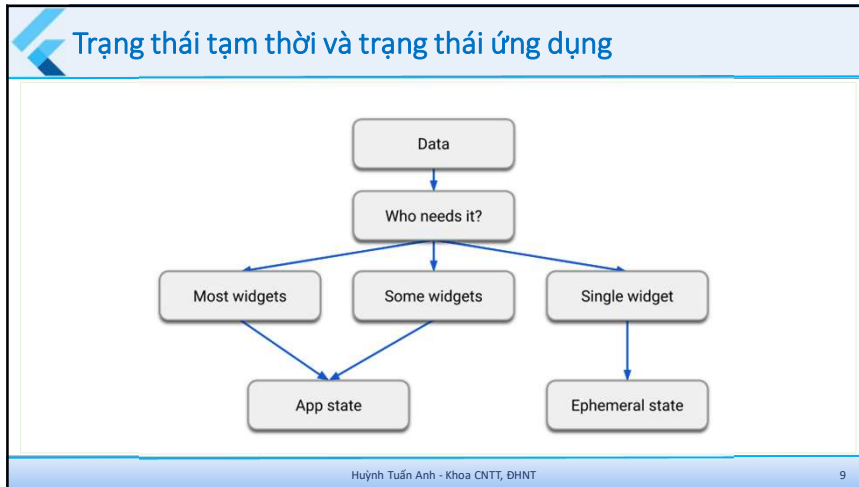 Trạng thái tạm thời và trạng thái ứng dụng
Data
Who needs it?
Most widgets
Some widgets
Single widget
App state
Ephemeral state
Huỳnh Tuấn Anh - Khoa CNTT, ĐHNT
9